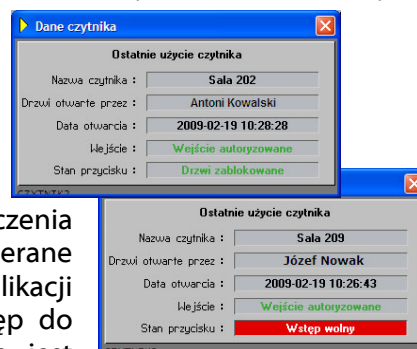 Dane czytnika
Ostatnie użycie czytnika
Nazwa czytnika : Sala 202
Drzwi otwarte przez : Antoni Kowalski
Data otwarcia : 2009-02-19 10:28:28
Wejście : Wejście autoryzowane
Stan przycisku : Drzwi zablokowane
czenia
erane
likacji
ęp do
jest
Ostatnie użycie czytnika
Nazwa czytnika : Sala 209
Drzwi otwarte przez : Józef Nowak
Data otwarcia : 2009-02-19 10:26:43
Wejście : Wejście autoryzowane
Stan przycisku : Wstęp wolny